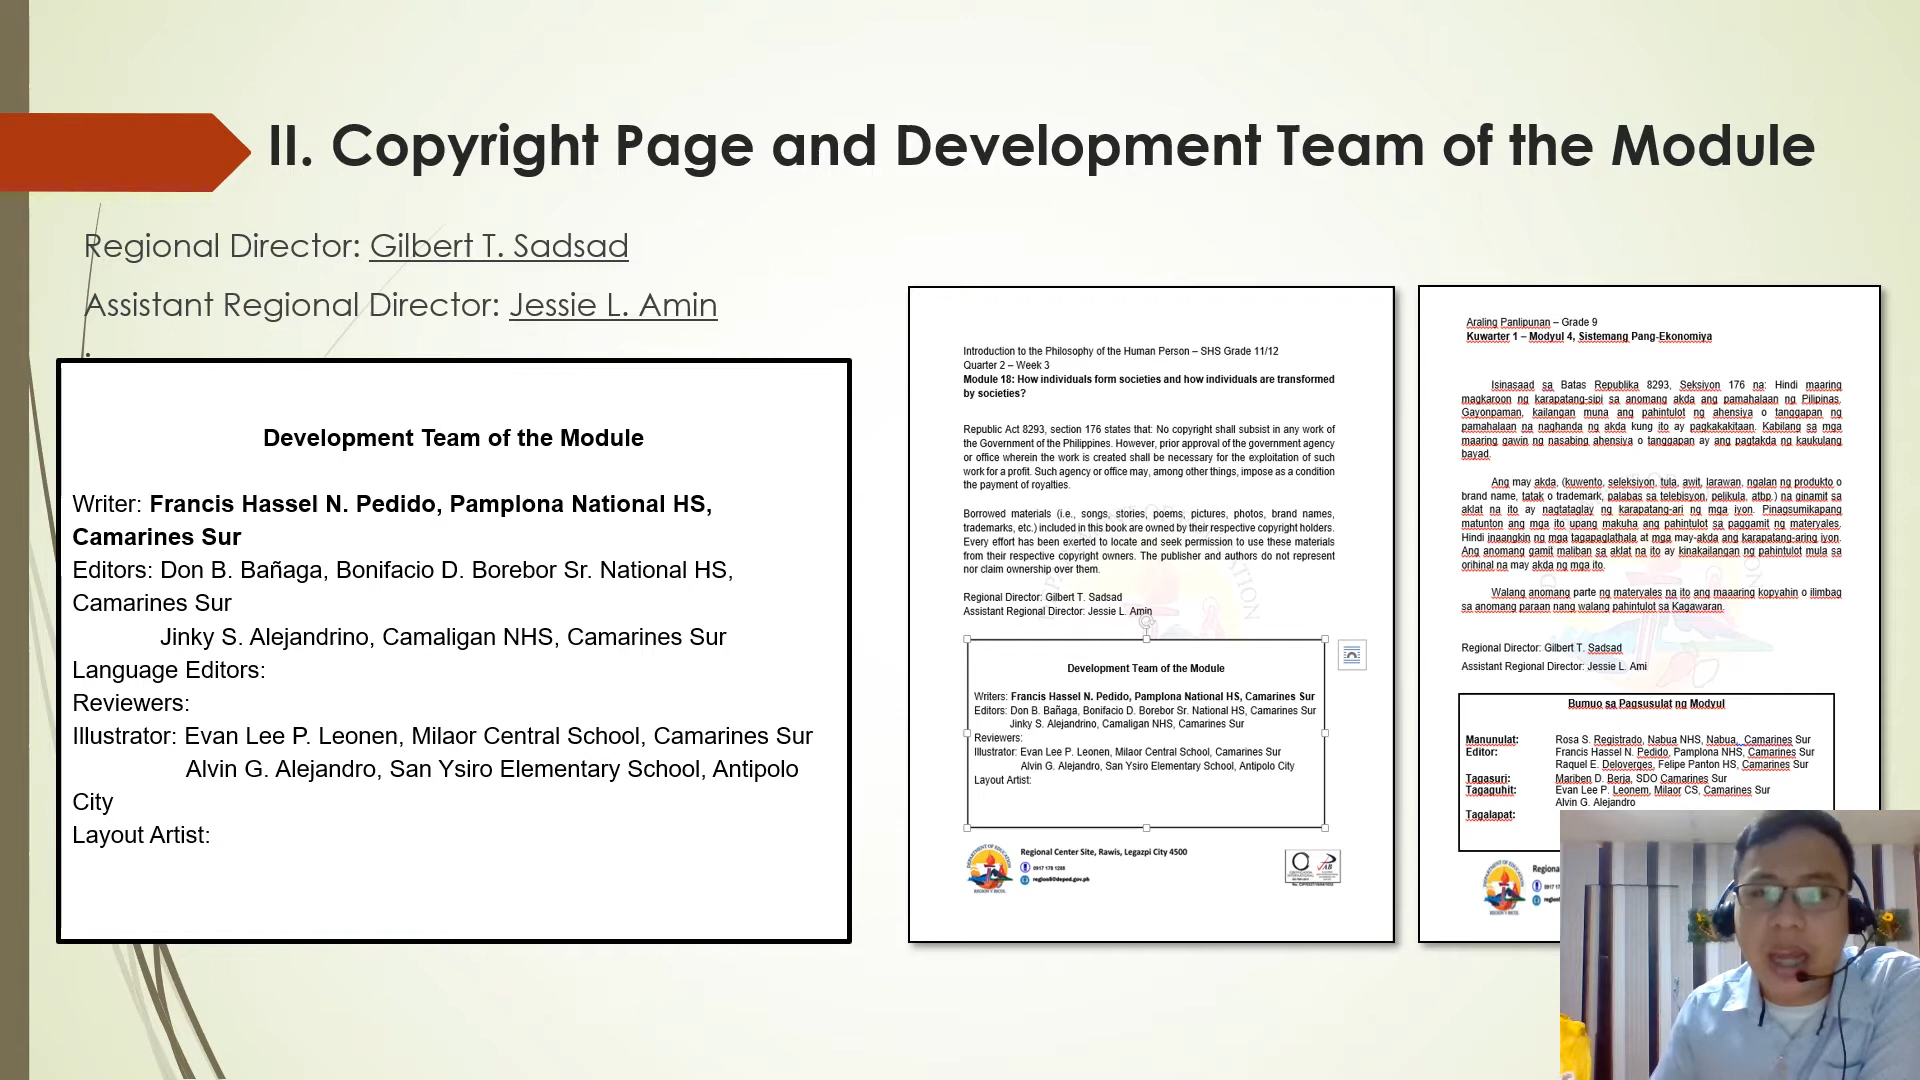 II. Copyright Page and Development Team of the Module
Regional Director: Gilbert T. Sadsad
Assistant Regional Director: Jessie L. Amin
Development Team of the Module
Writer: Francis Hassel N. Pedido, Pamplona National HS,
Camarines Sur
Editors: Don B. Bañaga, Bonifacio D. Borebor Sr. National HS,
Camarines Sur
Jinky S. Alejandrino, Camaligan NHS, Camarines Sur
Language Editors:
Reviewers:
Illustrator: Evan Lee P. Leonen, Milaor Central School, Camarines Sur
Alvin G. Alejandro, San Ysiro Elementary School, Antipolo
City
Layout Artist:
Introduction to the Philosophy of the Human Person – SHS Grade 11/12
Quarter 2 – Week 3
Module 18: How individuals form societies and how individuals are transformed
by societies?
Republic Act 8293, section 176 states that: No copyright shall subsist in any work of
the Government of the Philippines. However, prior approval of the government agency
or office wherein the work is created shall be necessary for the exploitation of such
work for a profit. Such agency or office may, among other things, impose as a condition
the payment of royalties.
Borrowed materials (i.e., songs, stories, poems, pictures, photos, brand names,
trademarks, etc.) included in this book are owned by their respective copyright holders.
Every effort has been exerted to locate and seek permission to use these materials
from their respective copyright owners. The publisher and authors do not represent
nor claim ownership over them.
Regional Director: Gilbert T. Sadsad
Assistant Regional Director: Jessie L. Amin
Development Team of the Module
Writers: Francis Hassel N. Pedido, Pamplona National HS, Camarines Sur
Editors: Don B. Bañaga, Bonifacio D. Borebor Sr. National HS, Camarines Sur
Jinky S. Alejandrino, Camaligan NHS, Camarines Sur
Reviewers:
Illustrator: Evan Lee P. Leonen, Milaor Central School, Camarines Sur
Alvin G. Alejandro, San Ysiro Elementary School, Antipolo City
Layout Artist:
Regional Center Site, Rawis, Legazpi City 4500
0917 178 1288
region5@deped.gov.ph
Araling Panlipunan – Grade 9
Kuwarter 1 – Modyul 4, Sistemang Pang-Ekonomiya
Isinasaad sa Batas Republika 8293, Seksiyon 176 na: Hindi maaring
magkaroon ng karapatang-sipi sa anomang akda ang pamahalaan ng Pilipinas.
Gayonpaman, kailangan muna ang pahintulot ng ahensiya o tanggapan ng
pamahalaan na naghanda ng akda kung ito ay pagkakakitaan. Kabilang sa mga
maaring gawin ng nasabing ahensiya o tanggapan ay ang pagtakda ng kaukulang
bayad.
Ang may akda, (kuwento, seleksiyon, tula, awit, larawan, ngalan ng produkto o
brand name, tatak o trademark, palabas sa telebisyon, pelikula, atbp.) na ginamit sa
aklat na ito ay nagtataglay ng karapatang-ari ng mga iyon. Pinagsumikapang
matunton ang mga ito upang makuha ang pahintulot sa paggamit ng materyales.
Hindi inaangkin ng mga tagapaglathala at mga may-akda ang karapatang-aring iyon.
Ang anomang gamit maliban sa aklat na ito ay kinakailangan ng pahintulot mula sa
orihinal na may akda ng mga ito.
Walang anomang parte ng materyales na ito ang maaaring kopyahin o ilimbag
sa anomang paraan nang walang pahintulot sa Kagawaran.
Regional Director: Gilbert T. Sadsad
Assistant Regional Director: Jessie L. Ami
Bumuo sa Pagsusulat ng Modyul
Manunulat: Rosa S. Registrado, Nabua NHS, Nabua, Camarines Sur
Editor: Francis Hassel N. Pedido, Pamplona NHS, Camarines Sur
Raquel E. Deloverges, Felipe Panton HS, Camarines Sur
Tagasuri: Mariben D. Berja, SDO Camarines Sur
Tagaguhit: Evan Lee P. Leonem, Milaor CS, Camarines Sur
Alvin G. Alejandro
Tagalapat: